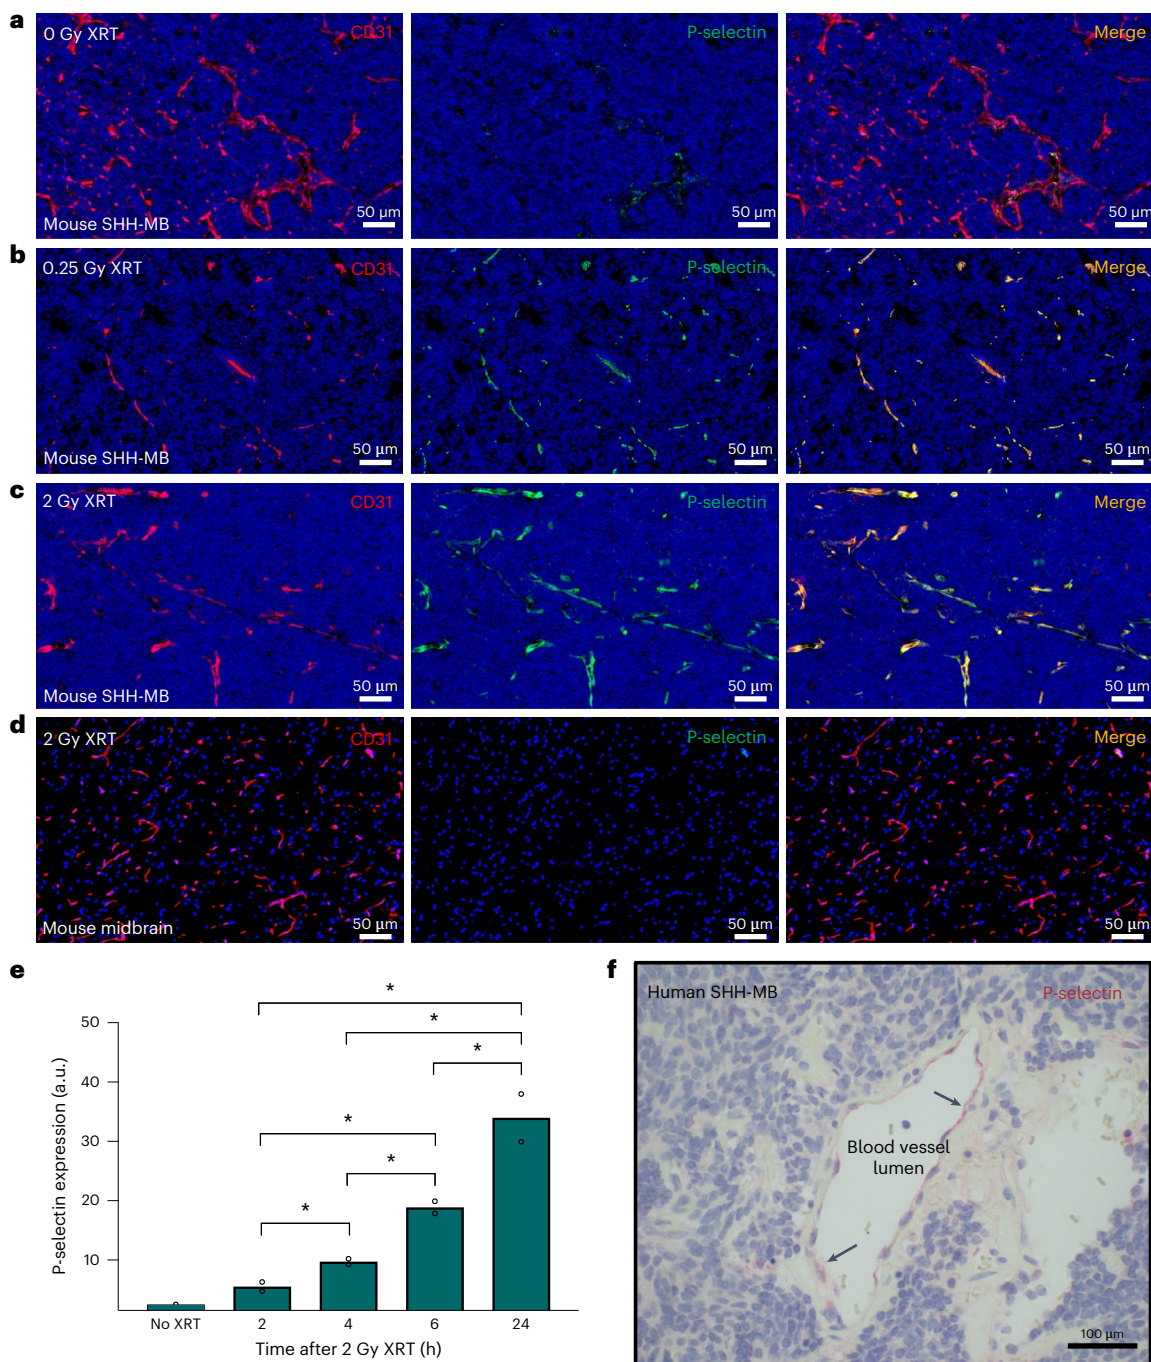 a
0 Gy XRT
CD31
P-selectin
Merge
Mouse SHH-MB
50 µm
50 µm
50 µm
b
0.25 Gy XRT
CD31
P-selectin
Merge
Mouse SHH-MB
50 µm
50 µm
50 µm
c
2 Gy XRT
CD31
P-selectin
Merge
Mouse SHH-MB
50 µm
50 µm
50 µm
d
2 Gy XRT
CD31
P-selectin
Merge
Mouse midbrain
50 µm
50 µm
50 µm
e
P-selectin expression (a.u.)
50
40
30
20
10
*
*
*
*
*
*
No XRT
2
4
6
24
Time after 2 Gy XRT (h)
f
Human SHH-MB
P-selectin
Blood vessel
lumen
100 µm